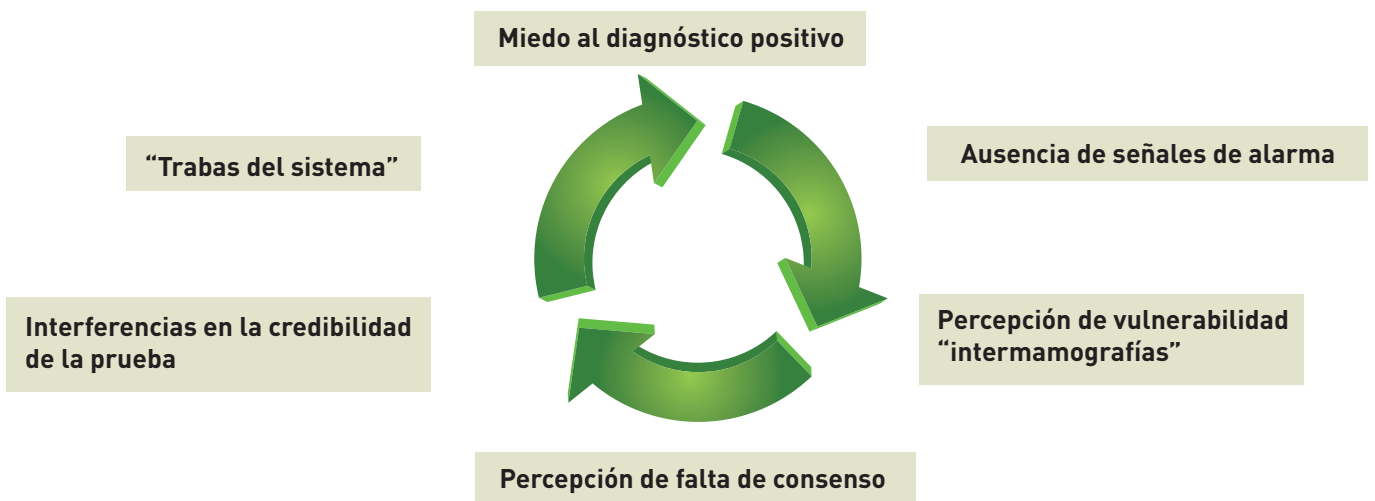 Miedo al diagnóstico positivo
“Trabas del sistema”
Ausencia de señales de alarma
Interferencias en la credibilidad
de la prueba
Percepción de vulnerabilidad
“intermamografías”
Percepción de falta de consenso